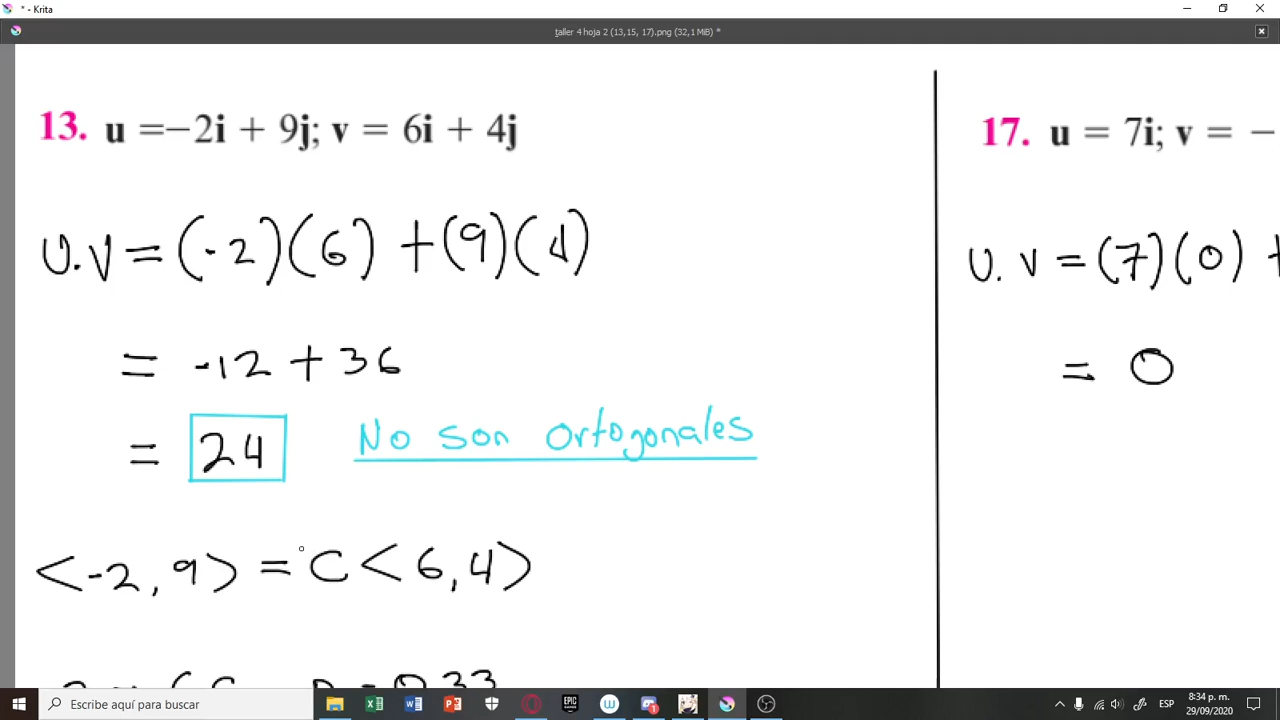 * - Krita
taller 4 hoja 2 (13,15, 17).png (32,1 MiB) *
13. u =−2i + 9j; v = 6i + 4j
U.V = (-2)(6) + (9)(4)
= -12 + 36
= 24 No son ortogonales
<-2, 9> = C <6, 4>
17. u = 7i; v = −
U. V = (7)(0) +
= 0
Escribe aquí para buscar
ESP
8:34 p. m.
29/09/2020